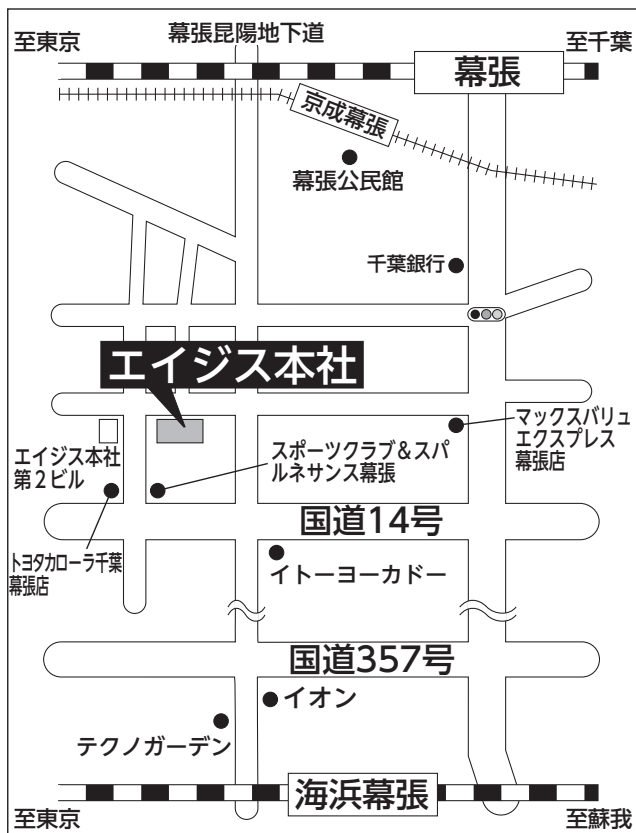 幕張昆陽地下道
至東京
至千葉
幕張
京成幕張
幕張公民館
千葉銀行
エイジス本社
マックスバリュ
エクスプレス
幕張店
エイジス本社
第2ビル
スポーツクラブ&スパ
ルネサンス幕張
国道14号
トヨタカローラ千葉
幕張店
イトーヨーカドー
国道357号
イオン
テクノガーデン
海浜幕張
至東京
至蘇我